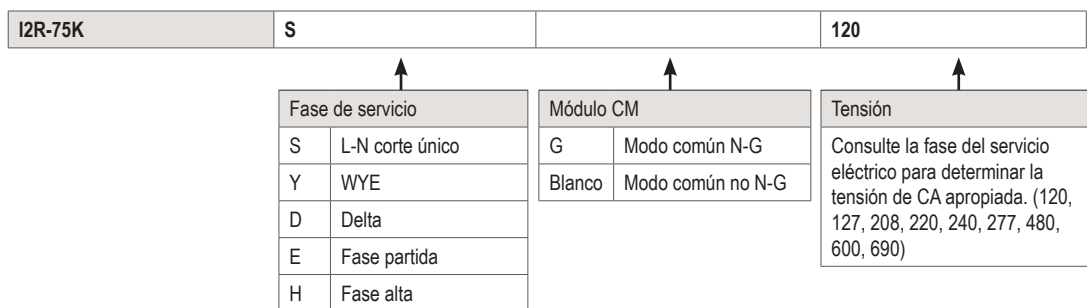 I2R-75K S 120
Fase de servicio
S L-N corte único
Y WYE
D Delta
E Fase partida
H Fase alta
Módulo CM
G Modo común N-G
Blanco Modo común no N-G
Tensión
Consulte la fase del servicio
eléctrico para determinar la
tensión de CA apropiada. (120,
127, 208, 220, 240, 277, 480,
600, 690)